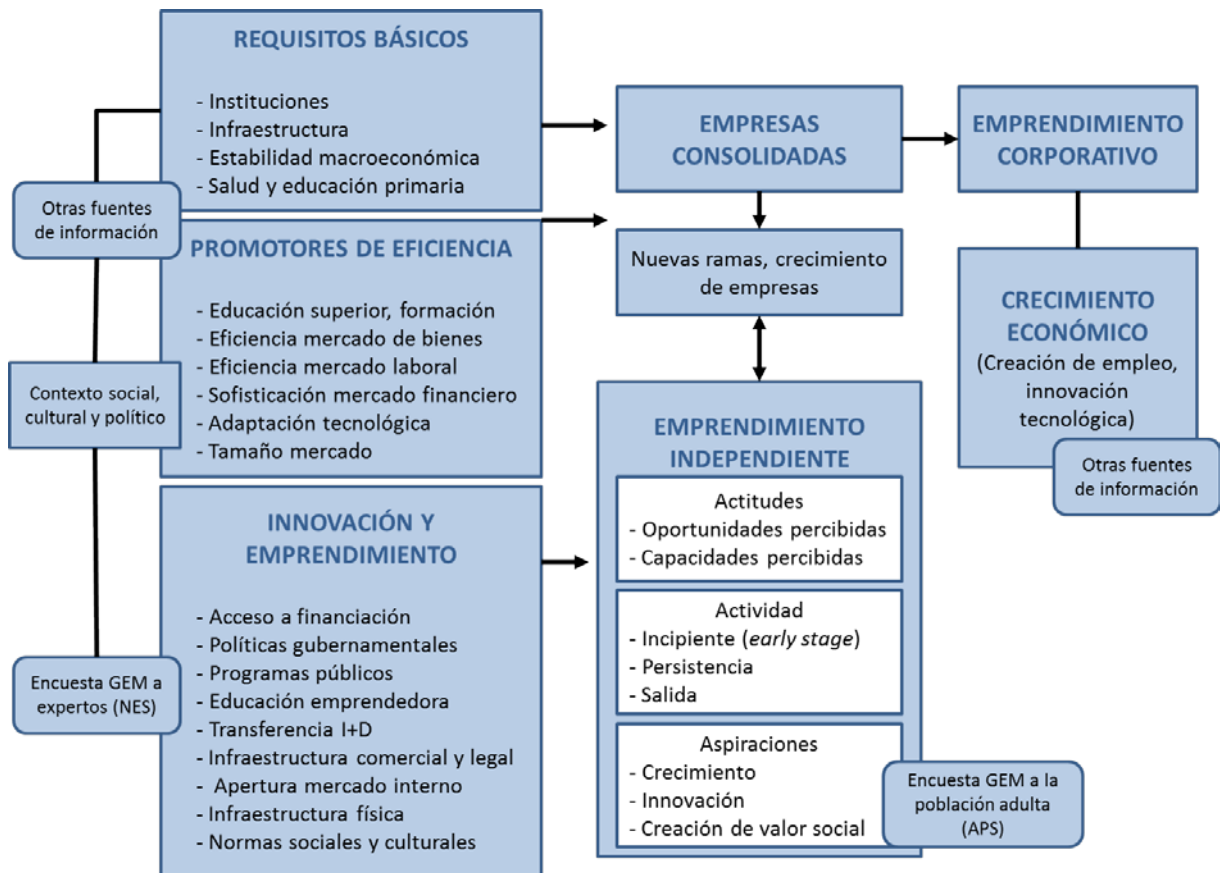 REQUISITOS BÁSICOS
- Instituciones
- Infraestructura
- Estabilidad macroeconómica
- Salud y educación primaria
Otras fuentes
de información
PROMOTORES DE EFICIENCIA
- Educación superior, formación
- Eficiencia mercado de bienes
- Eficiencia mercado laboral
- Sofisticación mercado financiero
- Adaptación tecnológica
- Tamaño mercado
Contexto social,
cultural y político
INNOVACIÓN Y
EMPRENDIMIENTO
- Acceso a financiación
- Políticas gubernamentales
- Programas públicos
- Educación emprendedora
- Transferencia I+D
- Infraestructura comercial y legal
- Apertura mercado interno
- Infraestructura física
- Normas sociales y culturales
Encuesta GEM a
expertos (NES)
EMPRESAS
CONSOLIDADAS
Nuevas ramas, crecimiento
de empresas
EMPRENDIMIENTO
INDEPENDIENTE
Actitudes
- Oportunidades percibidas
- Capacidades percibidas
Actividad
- Incipiente (early stage)
- Persistencia
- Salida
Aspiraciones
- Crecimiento
- Innovación
- Creación de valor social
Encuesta GEM a la
población adulta
(APS)
EMPRENDIMIENTO
CORPORATIVO
CRECIMIENTO
ECONÓMICO
(Creación de empleo,
innovación
tecnológica)
Otras fuentes
de información